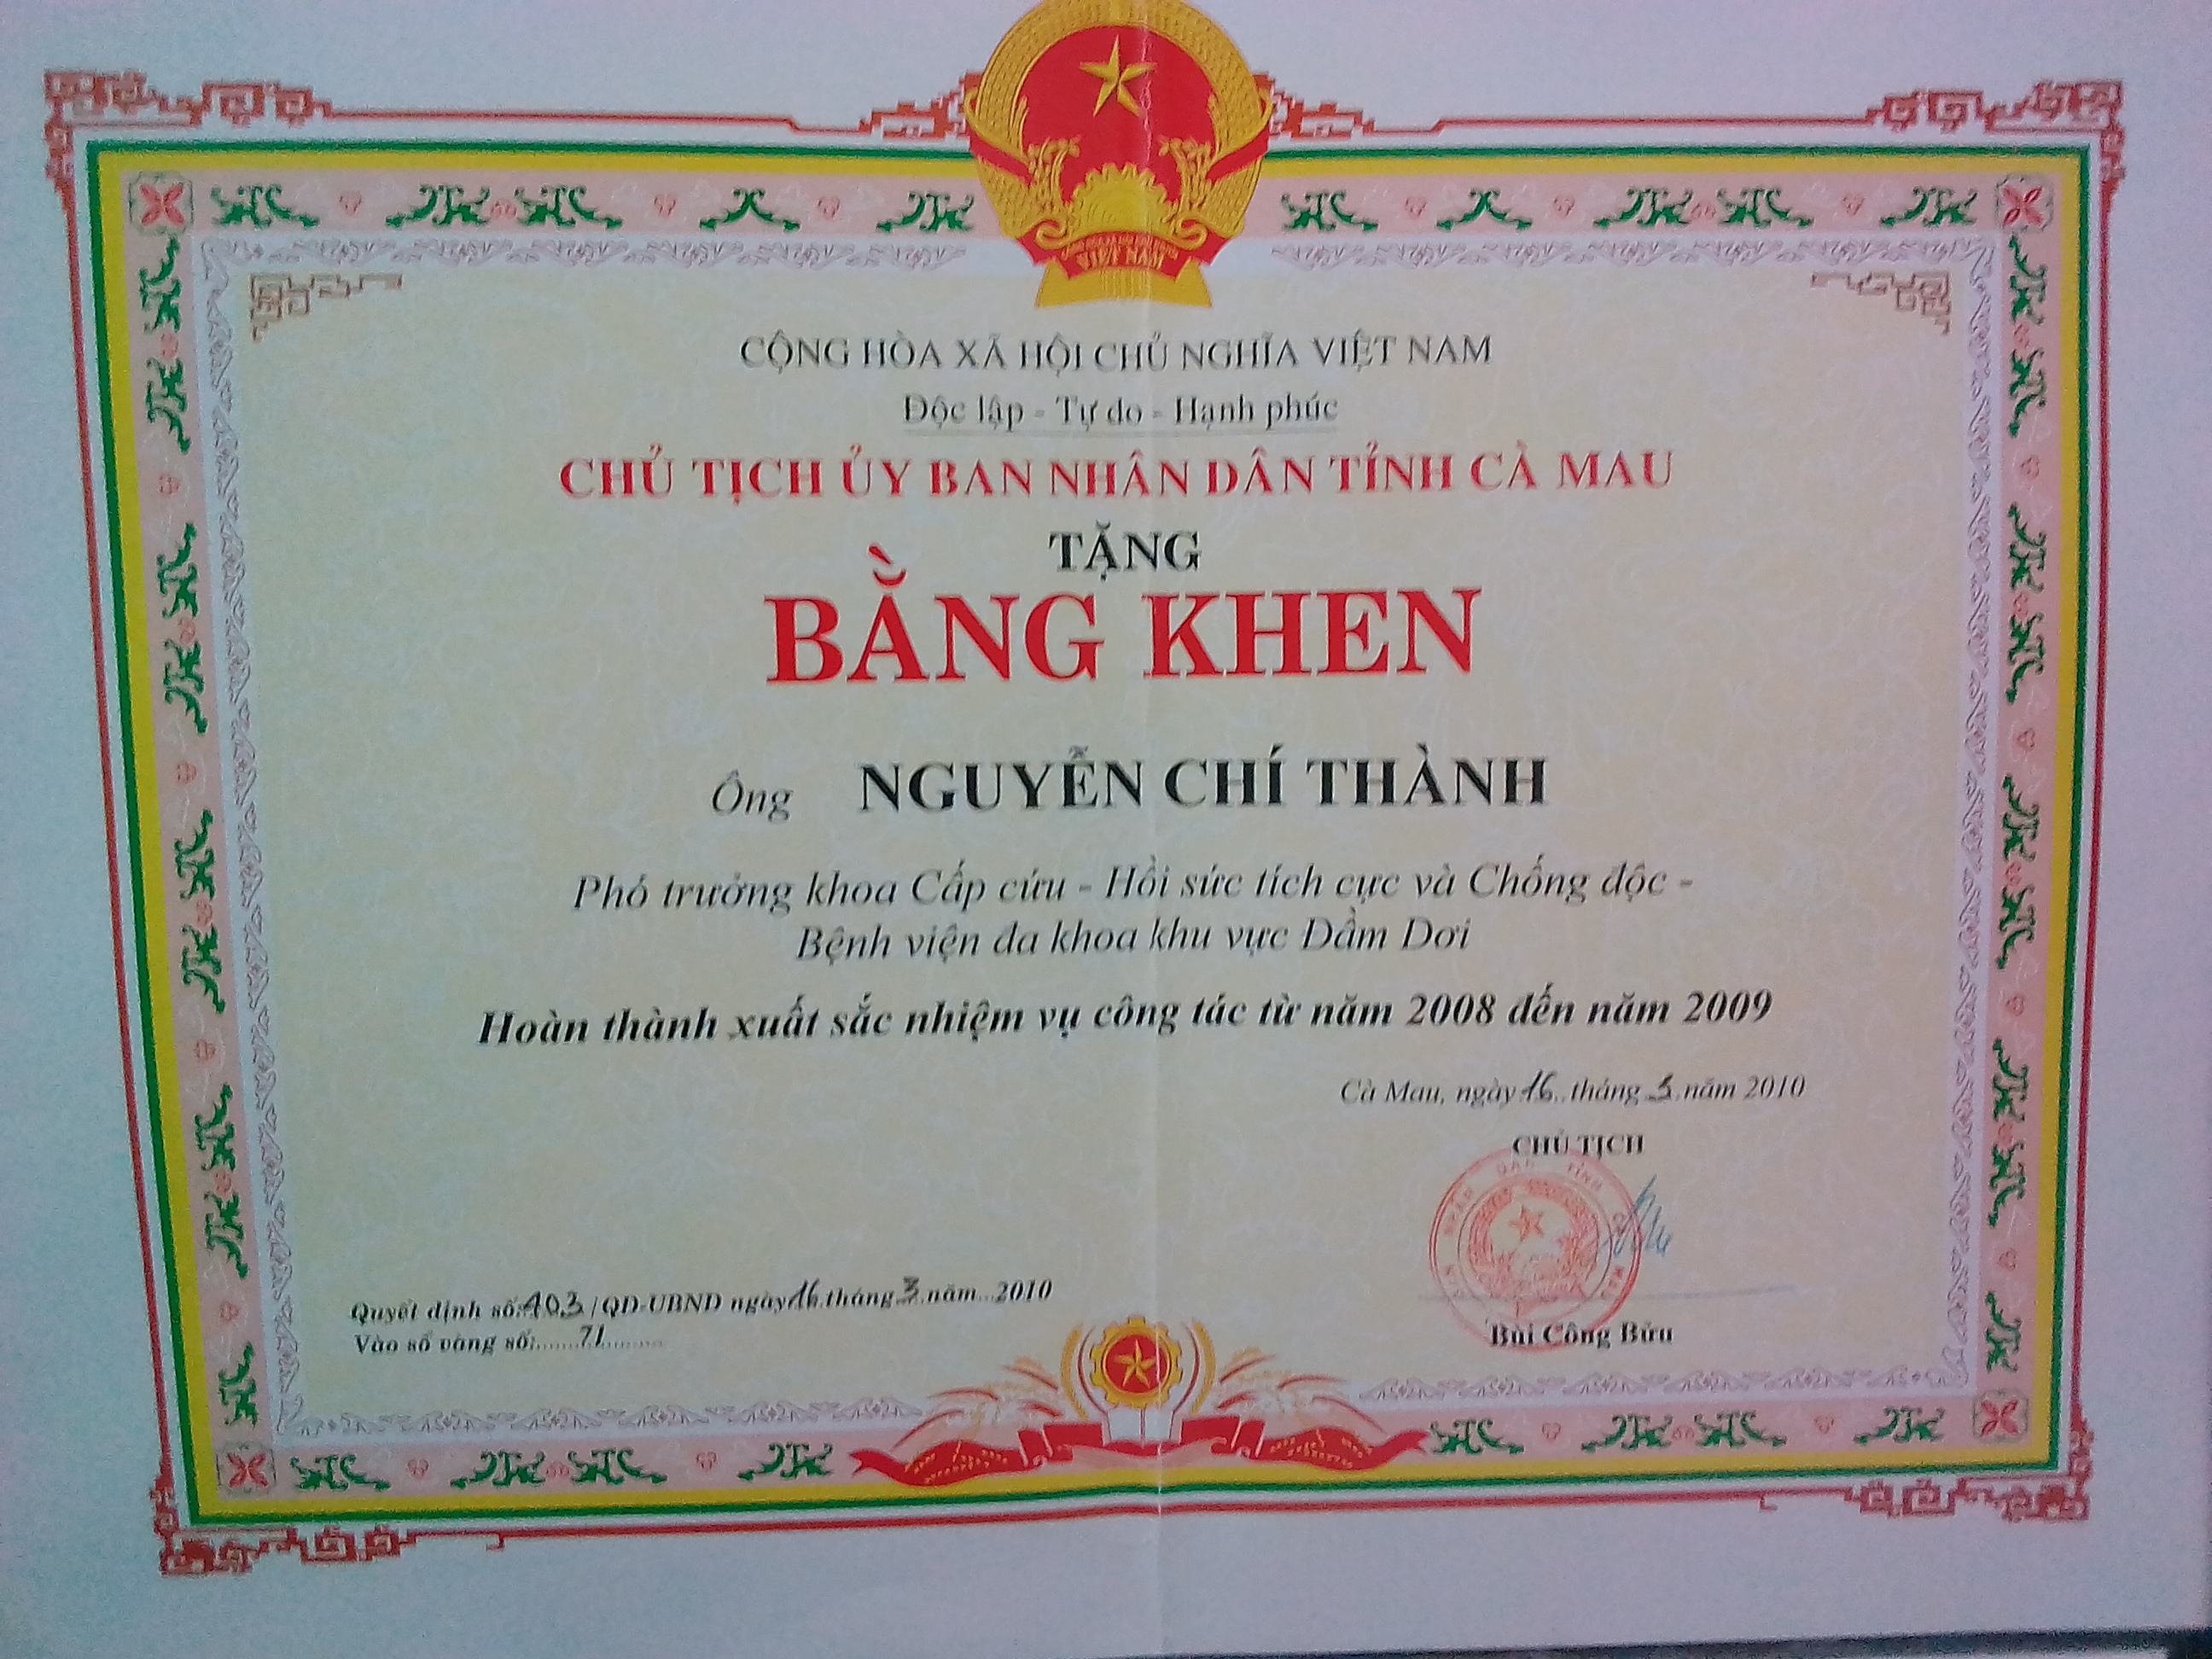 VIỆT NAM
CỘNG HÒA XÃ HỘI CHỦ NGHĨA VIỆT NAM
Độc lập - Tự do - Hạnh phúc
CHỦ TỊCH ỦY BAN NHÂN DÂN TỈNH CÀ MAU
TẶNG
BẰNG KHEN
Ông NGUYỄN CHÍ THÀNH
Phó trưởng khoa Cấp cứu - Hồi sức tích cực và Chống độc -
Bệnh viện đa khoa khu vực Đầm Dơi
Hoàn thành xuất sắc nhiệm vụ công tác từ năm 2008 đến năm 2009
Cà Mau, ngày 16 tháng 3 năm 2010
CHỦ TỊCH
Quyết định số: 403 /QD-UBND ngày 16 tháng 3 năm 2010
Vào sổ vàng số: 71
Bùi Công Bửu